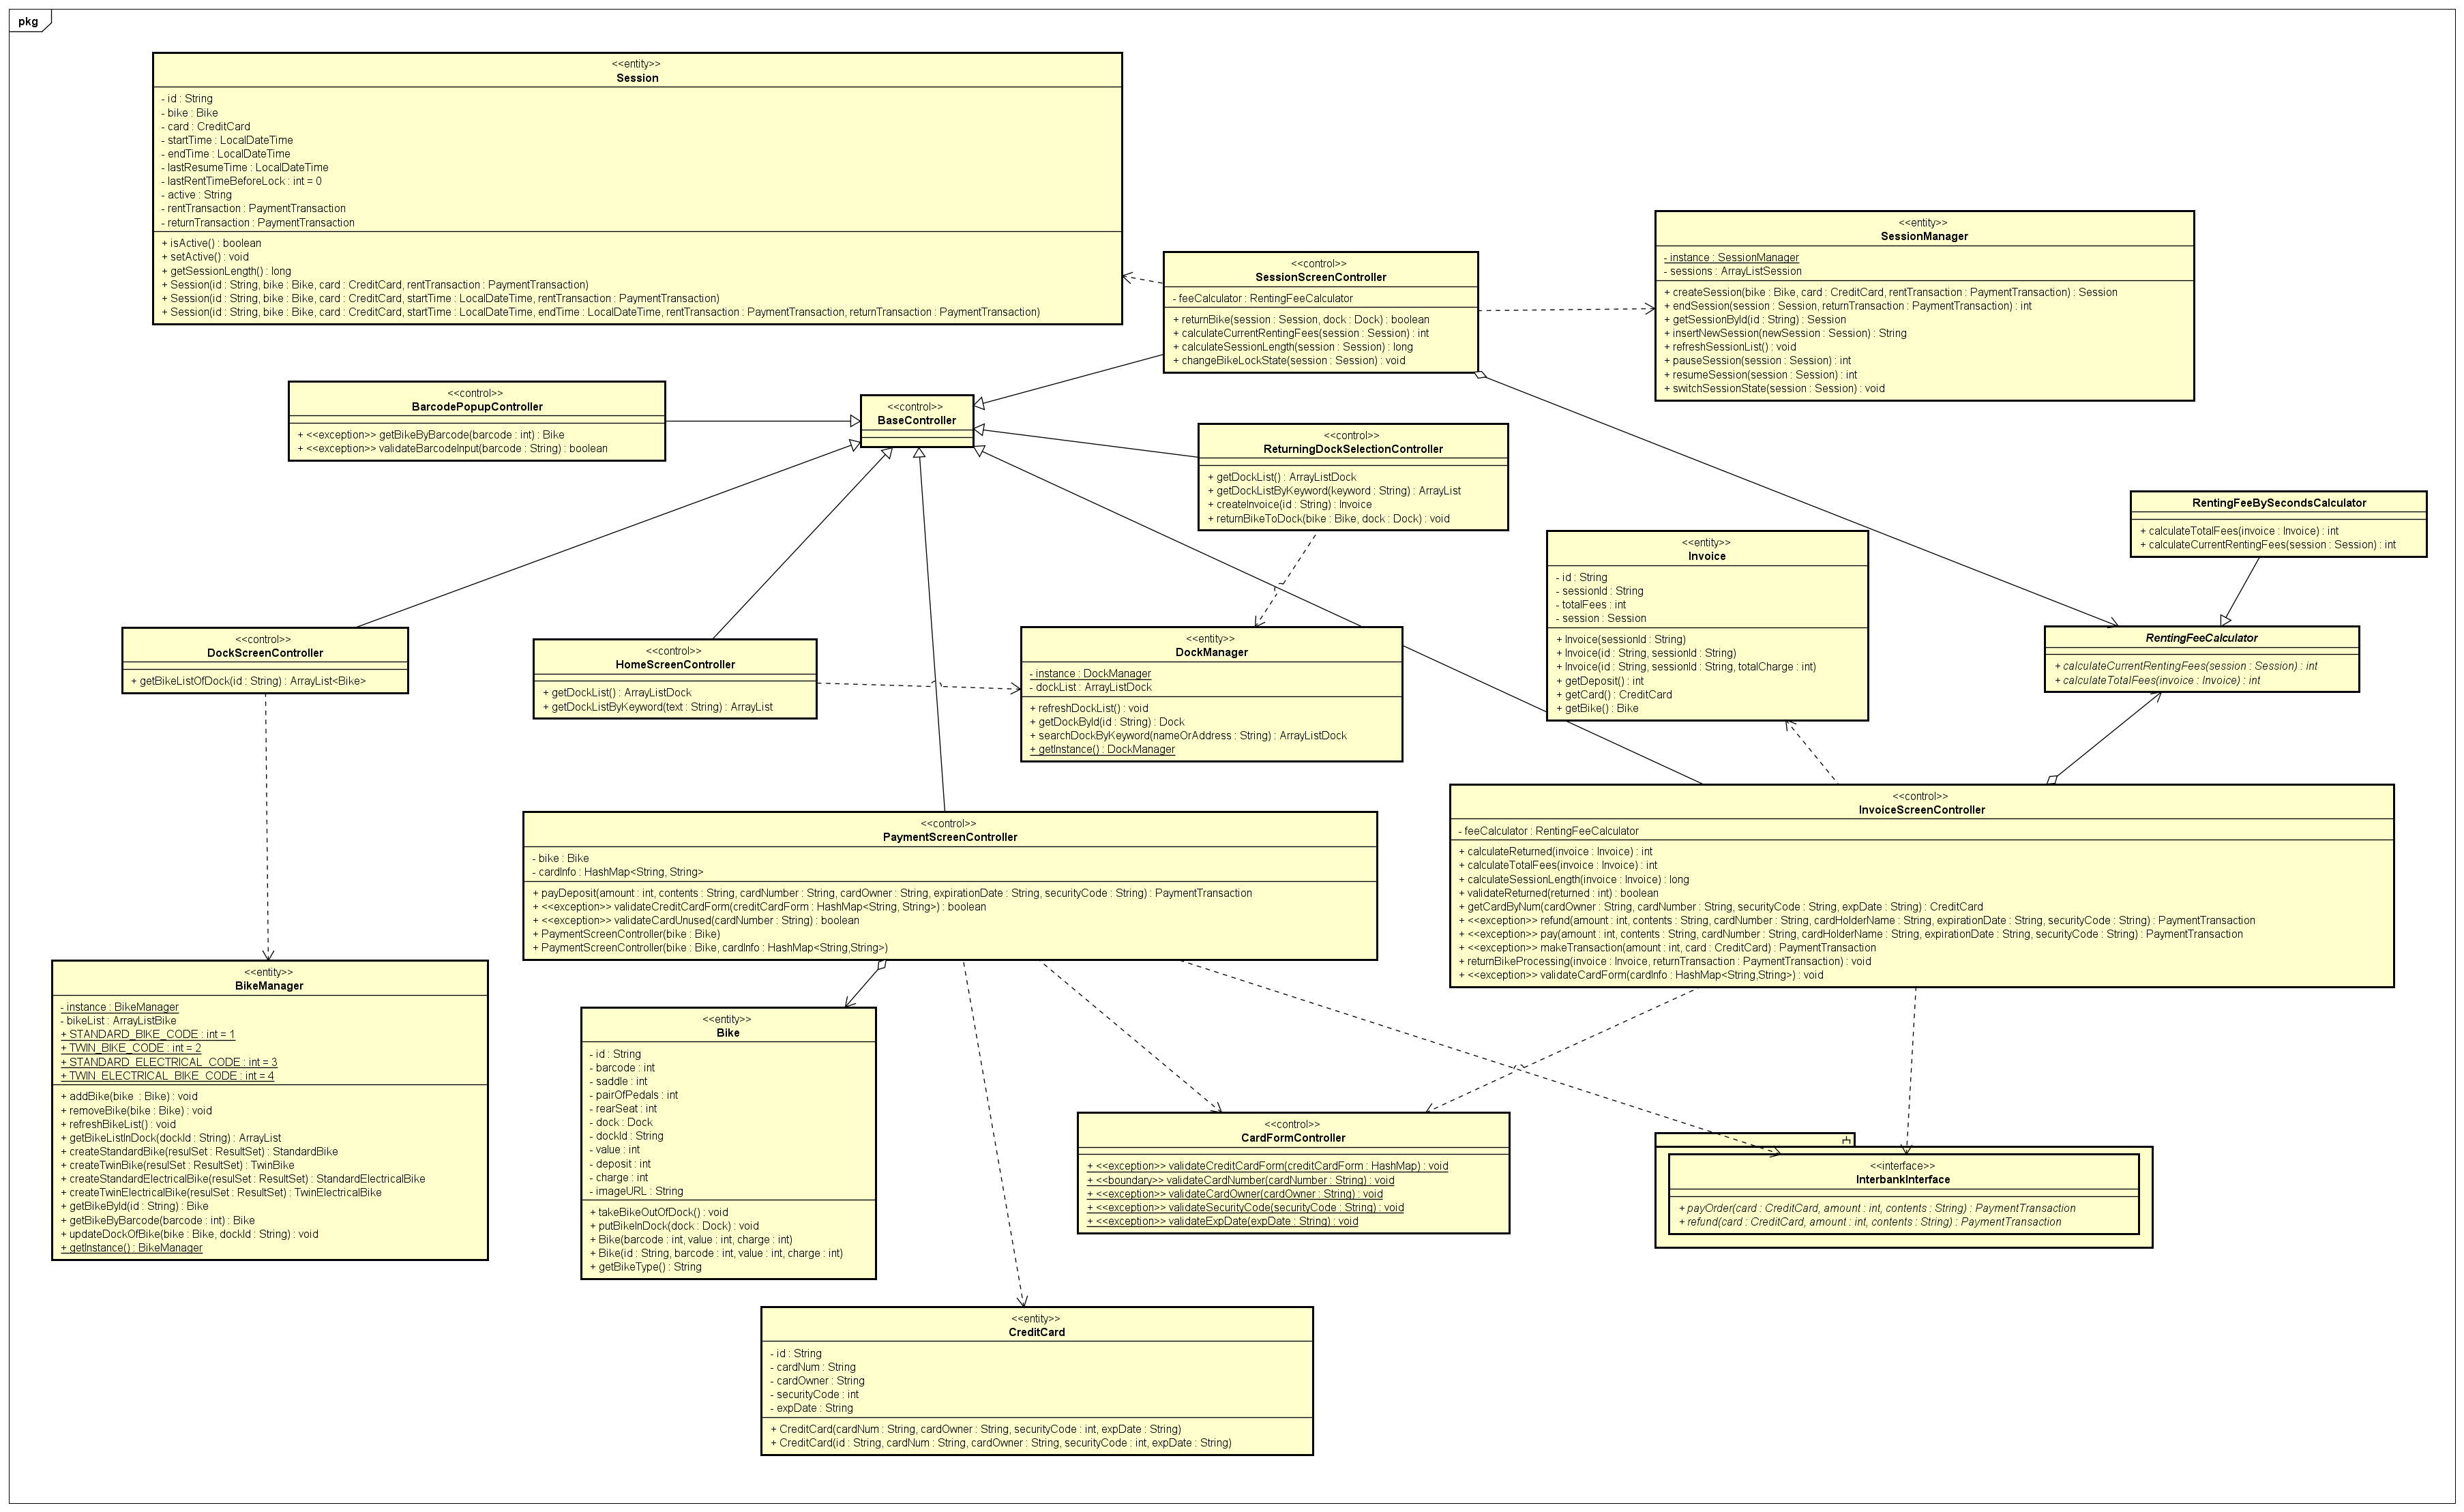 pkg
<<entity>>
Session
- id : String
- bike : Bike
- card : CreditCard
- startTime : LocalDateTime
- endTime : LocalDateTime
- lastResumeTime : LocalDateTime
- lastRentTimeBeforeLock : int = 0
- active : String
- rentTransaction : PaymentTransaction
- returnTransaction : PaymentTransaction
+ isActive() : boolean
+ setActive() : void
+ getSessionLength() : long
+ Session(id : String, bike : Bike, card : CreditCard, rentTransaction : PaymentTransaction)
+ Session(id : String, bike : Bike, card : CreditCard, startTime : LocalDateTime, rentTransaction : PaymentTransaction)
+ Session(id : String, bike : Bike, card : CreditCard, startTime : LocalDateTime, endTime : LocalDateTime, rentTransaction : PaymentTransaction, returnTransaction : PaymentTransaction)
<<control>>
SessionScreenController
- feeCalculator : RentingFeeCalculator
+ returnBike(session : Session, dock : Dock) : boolean
+ calculateCurrentRentingFees(session : Session) : int
+ calculateSessionLength(session : Session) : long
+ changeBikeLockState(session : Session) : void
<<entity>>
SessionManager
- instance : SessionManager
- sessions : ArrayListSession
+ createSession(bike : Bike, card : CreditCard, rentTransaction : PaymentTransaction) : Session
+ endSession(session : Session, returnTransaction : PaymentTransaction) : int
+ getSessionById(id : String) : Session
+ insertNewSession(newSession : Session) : String
+ refreshSessionList() : void
+ pauseSession(session : Session) : int
+ resumeSession(session : Session) : int
+ switchSessionState(session : Session) : void
<<control>>
BarcodePopupController
+ <<exception>> getBikeByBarcode(barcode : int) : Bike
+ <<exception>> validateBarcodeInput(barcode : String) : boolean
<<control>>
BaseController
<<control>>
ReturningDockSelectionController
+ getDockList() : ArrayListDock
+ getDockListByKeyword(keyword : String) : ArrayList
+ createInvoice(id : String) : Invoice
+ returnBikeToDock(bike : Bike, dock : Dock) : void
RentingFeeBySecondsCalculator
+ calculateTotalFees(invoice : Invoice) : int
+ calculateCurrentRentingFees(session : Session) : int
<<entity>>
Invoice
- id : String
- sessionId : String
- totalFees : int
- session : Session
+ Invoice(sessionId : String)
+ Invoice(id : String, sessionId : String)
+ Invoice(id : String, sessionId : String, totalCharge : int)
+ getDeposit() : int
+ getCard() : CreditCard
+ getBike() : Bike
<<control>>
DockScreenController
+ getBikeListOfDock(id : String) : ArrayList<Bike>
<<control>>
HomeScreenController
+ getDockList() : ArrayListDock
+ getDockListByKeyword(text : String) : ArrayList
<<entity>>
DockManager
- instance : DockManager
- dockList : ArrayListDock
+ refreshDockList() : void
+ getDockById(id : String) : Dock
+ searchDockByKeyword(nameOrAddress : String) : ArrayListDock
+ getInstance() : DockManager
RentingFeeCalculator
+ calculateCurrentRentingFees(session : Session) : int
+ calculateTotalFees(invoice : Invoice) : int
<<control>>
PaymentScreenController
- bike : Bike
- cardInfo : HashMap<String, String>
+ payDeposit(amount : int, contents : String, cardNumber : String, cardOwner : String, expirationDate : String, securityCode : String) : PaymentTransaction
+ <<exception>> validateCreditCardForm(creditCardForm : HashMap<String, String>) : boolean
+ <<exception>> validateCardUnused(cardNumber : String) : boolean
+ PaymentScreenController(bike : Bike)
+ PaymentScreenController(bike : Bike, cardInfo : HashMap<String,String>)
<<control>>
InvoiceScreenController
- feeCalculator : RentingFeeCalculator
+ calculateReturned(invoice : Invoice) : int
+ calculateTotalFees(invoice : Invoice) : int
+ calculateSessionLength(invoice : Invoice) : long
+ validateReturned(returned : int) : boolean
+ getCardByNum(cardOwner : String, cardNumber : String, securityCode : String, expDate : String) : CreditCard
+ <<exception>> refund(amount : int, contents : String, cardNumber : String, cardHolderName : String, expirationDate : String, securityCode : String) : PaymentTransaction
+ <<exception>> pay(amount : int, contents : String, cardNumber : String, cardHolderName : String, expirationDate : String, securityCode : String) : PaymentTransaction
+ <<exception>> makeTransaction(amount : int, card : CreditCard) : PaymentTransaction
+ returnBikeProcessing(invoice : Invoice, returnTransaction : PaymentTransaction) : void
+ <<exception>> validateCardForm(cardInfo : HashMap<String,String>) : void
<<entity>>
BikeManager
- instance : BikeManager
- bikeList : ArrayListBike
+ STANDARD_BIKE_CODE : int = 1
+ TWIN_BIKE_CODE : int = 2
+ STANDARD_ELECTRICAL_CODE : int = 3
+ TWIN_ELECTRICAL_BIKE_CODE : int = 4
+ addBike(bike  : Bike) : void
+ removeBike(bike : Bike) : void
+ refreshBikeList() : void
+ getBikeListInDock(dockId : String) : ArrayList
+ createStandardBike(resulSet : ResultSet) : StandardBike
+ createTwinBike(resulSet : ResultSet) : TwinBike
+ createStandardElectricalBike(resulSet : ResultSet) : StandardElectricalBike
+ createTwinElectricalBike(resulSet : ResultSet) : TwinElectricalBike
+ getBikeById(id : String) : Bike
+ getBikeByBarcode(barcode : int) : Bike
+ updateDockOfBike(bike : Bike, dockId : String) : void
+ getInstance() : BikeManager
<<entity>>
Bike
- id : String
- barcode : int
- saddle : int
- pairOfPedals : int
- rearSeat : int
- dock : Dock
- dockId : String
- value : int
- deposit : int
- charge : int
- imageURL : String
+ takeBikeOutOfDock() : void
+ putBikeInDock(dock : Dock) : void
+ Bike(barcode : int, value : int, charge : int)
+ Bike(id : String, barcode : int, value : int, charge : int)
+ getBikeType() : String
<<control>>
CardFormController
+ <<exception>> validateCreditCardForm(creditCardForm : HashMap) : void
+ <<boundary>> validateCardNumber(cardNumber : String) : void
+ <<exception>> validateCardOwner(cardOwner : String) : void
+ <<exception>> validateSecurityCode(securityCode : String) : void
+ <<exception>> validateExpDate(expDate : String) : void
<<interface>>
InterbankInterface
+ payOrder(card : CreditCard, amount : int, contents : String) : PaymentTransaction
+ refund(card : CreditCard, amount : int, contents : String) : PaymentTransaction
<<entity>>
CreditCard
- id : String
- cardNum : String
- cardOwner : String
- securityCode : int
- expDate : String
+ CreditCard(cardNum : String, cardOwner : String, securityCode : int, expDate : String)
+ CreditCard(id : String, cardNum : String, cardOwner : String, securityCode : int, expDate : String)